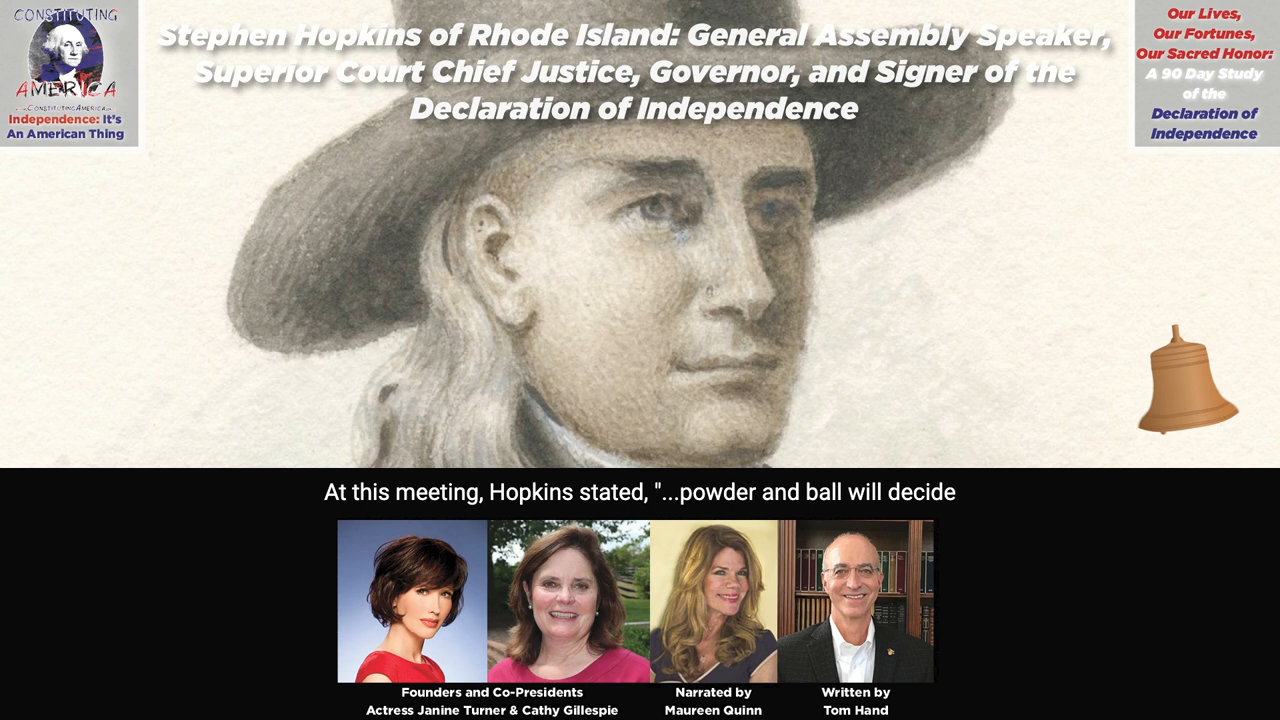 CONSTITUTING
AMERICA
ConstitutingAmerica.org
Independence: It's
An American Thing
Stephen Hopkins of Rhode Island: General Assembly Speaker,
Superior Court Chief Justice, Governor, and Signer of the
Declaration of Independence
Our Lives,
Our Fortunes,
Our Sacred Honor:
A 90 Day Study
of the
Declaration of
Independence
At this meeting, Hopkins stated, "...powder and ball will decide
Founders and Co-Presidents
Actress Janine Turner & Cathy Gillespie
Narrated by
Maureen Quinn
Written by
Tom Hand